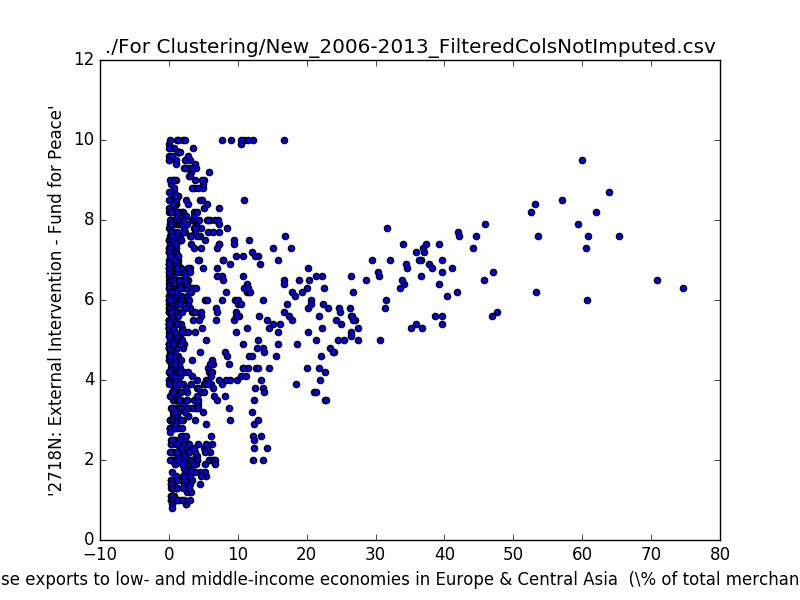 ./For Clustering/New_2006-2013_FilteredColsNotImputed.csv
'2718N: External Intervention - Fund for Peace'
12
10
8
6
4
2
0
−10 0 10 20 30 40 50 60 70 80
se exports to low- and middle-income economies in Europe & Central Asia (\% of total merchan